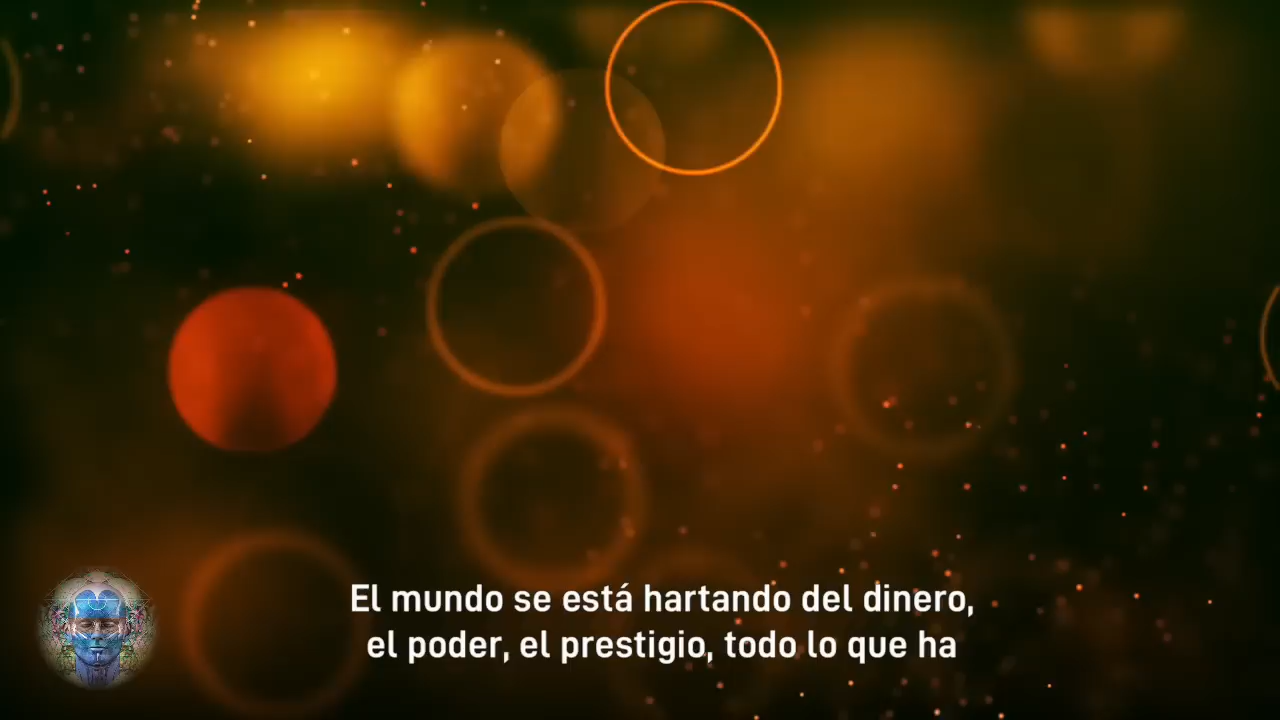 El mundo se está hartando del dinero,
el poder, el prestigio, todo lo que ha